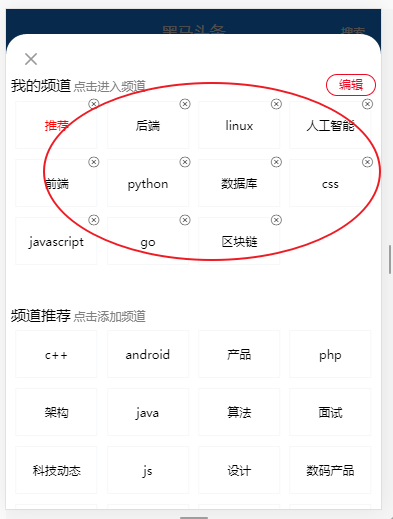 黑马头条 搜索
我的频道 点击进入频道 编辑
推荐 后端 linux 人工智能
前端 python 数据库 css
javascript go 区块链
频道推荐 点击添加频道
c++ android 产品 php
架构 java 算法 面试
科技动态 js 设计 数码产品